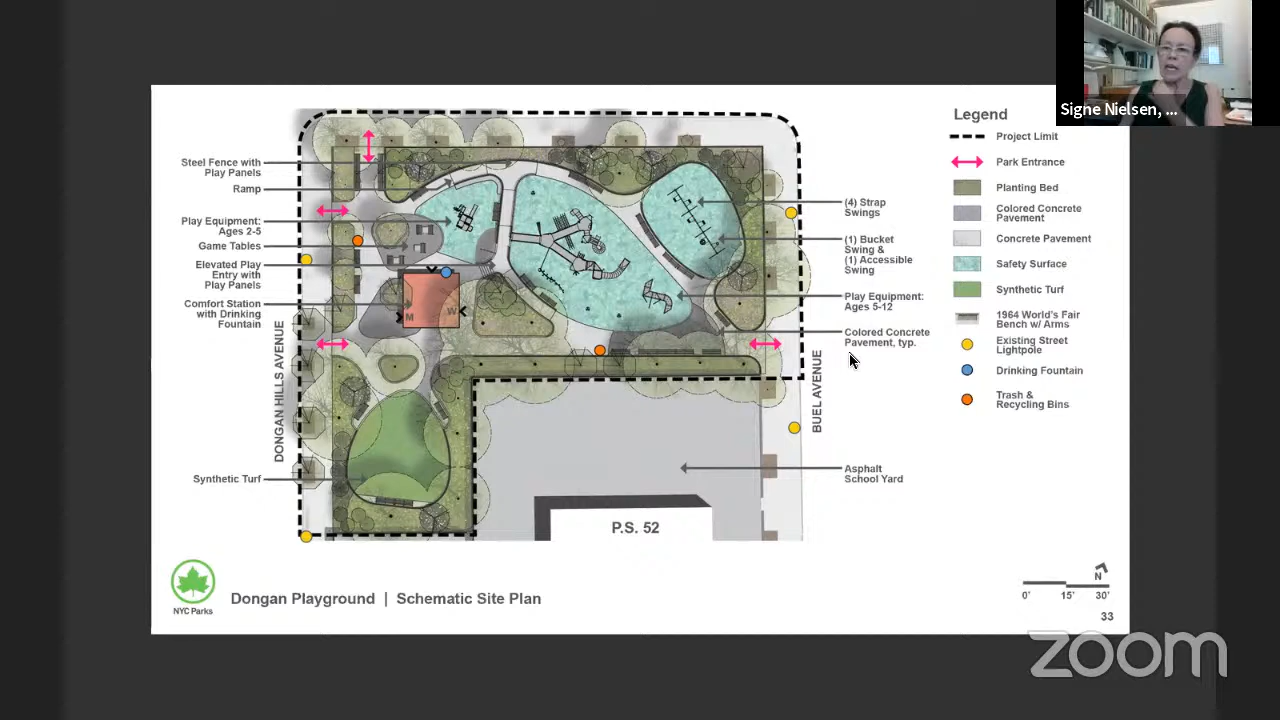 Signe Nielsen, ...
Steel Fence with
Play Panels
Ramp
Play Equipment:
Ages 2-5
Game Tables
Elevated Play
Entry with
Play Panels
Comfort Station
with Drinking
Fountain
DONGAN HILLS AVENUE
Synthetic Turf
M
W
(4) Strap
Swings
(1) Bucket
Swing &
(1) Accessible
Swing
Play Equipment:
Ages 5-12
Colored Concrete
Pavement, typ.
BUEL AVENUE
Asphalt
School Yard
P.S. 52
Legend
Project Limit
Park Entrance
Planting Bed
Colored Concrete
Pavement
Concrete Pavement
Safety Surface
Synthetic Turf
1964 World's Fair
Bench w/ Arms
Existing Street
Lightpole
Drinking Fountain
Trash &
Recycling Bins
NYC Parks
Dongan Playground | Schematic Site Plan
N
0' 15' 30'
33
zoom